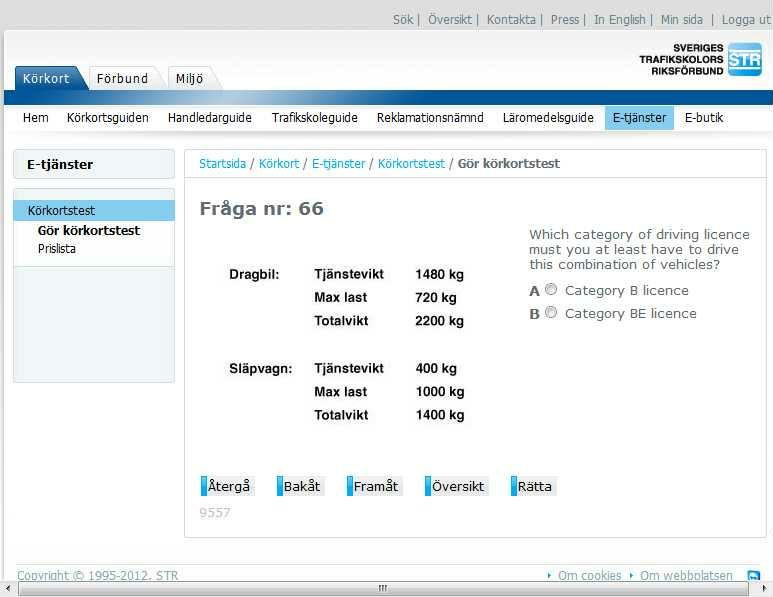 Sök | Översikt | Kontakta | Press | In English | Min sida | Logga ut
SVERIGES
TRAFIKSKOLORS
RIKSFÖRBUND
STR
Körkort Förbund Miljö
Hem Körkortsguiden Handledarguide Trafikskoleguide Reklamationsnämnd Läromedelsguide E-tjänster E-butik
E-tjänster
Startsida / Körkort / E-tjänster / Körkortstest / Gör körkortstest
Körkortstest
Gör körkortstest
Prislista
Fråga nr: 66
Which category of driving licence
must you at least have to drive
this combination of vehicles?
A Category B licence
B Category BE licence
Dragbil: Tjänstevikt 1480 kg
Max last 720 kg
Totalvikt 2200 kg
Släpvagn: Tjänstevikt 400 kg
Max last 1000 kg
Totalvikt 1400 kg
Återgå Bakåt Framåt Översikt Rätta
9557
Copyright © 1995-2012, STR Om cookies Om webbplatsen